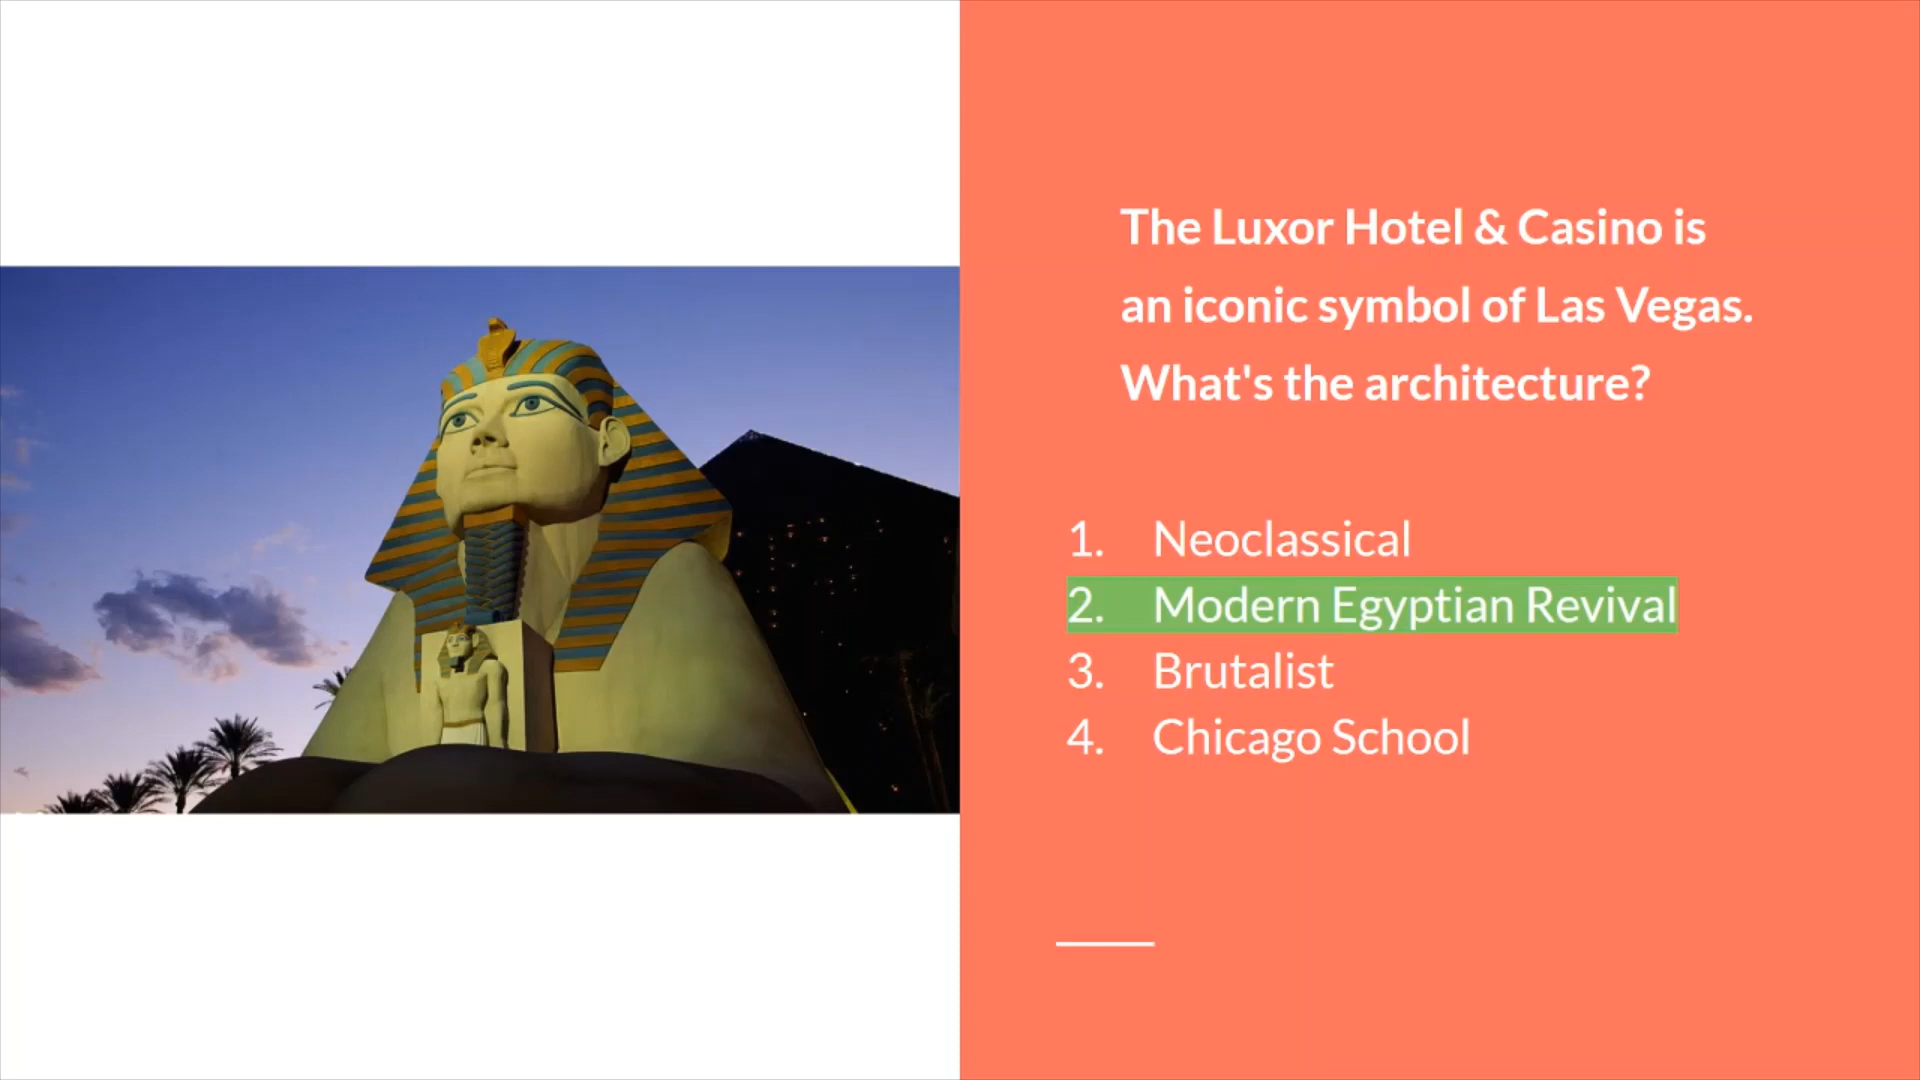 The Luxor Hotel & Casino is
an iconic symbol of Las Vegas.
What's the architecture?
1. Neoclassical
2. Modern Egyptian Revival
3. Brutalist
4. Chicago School